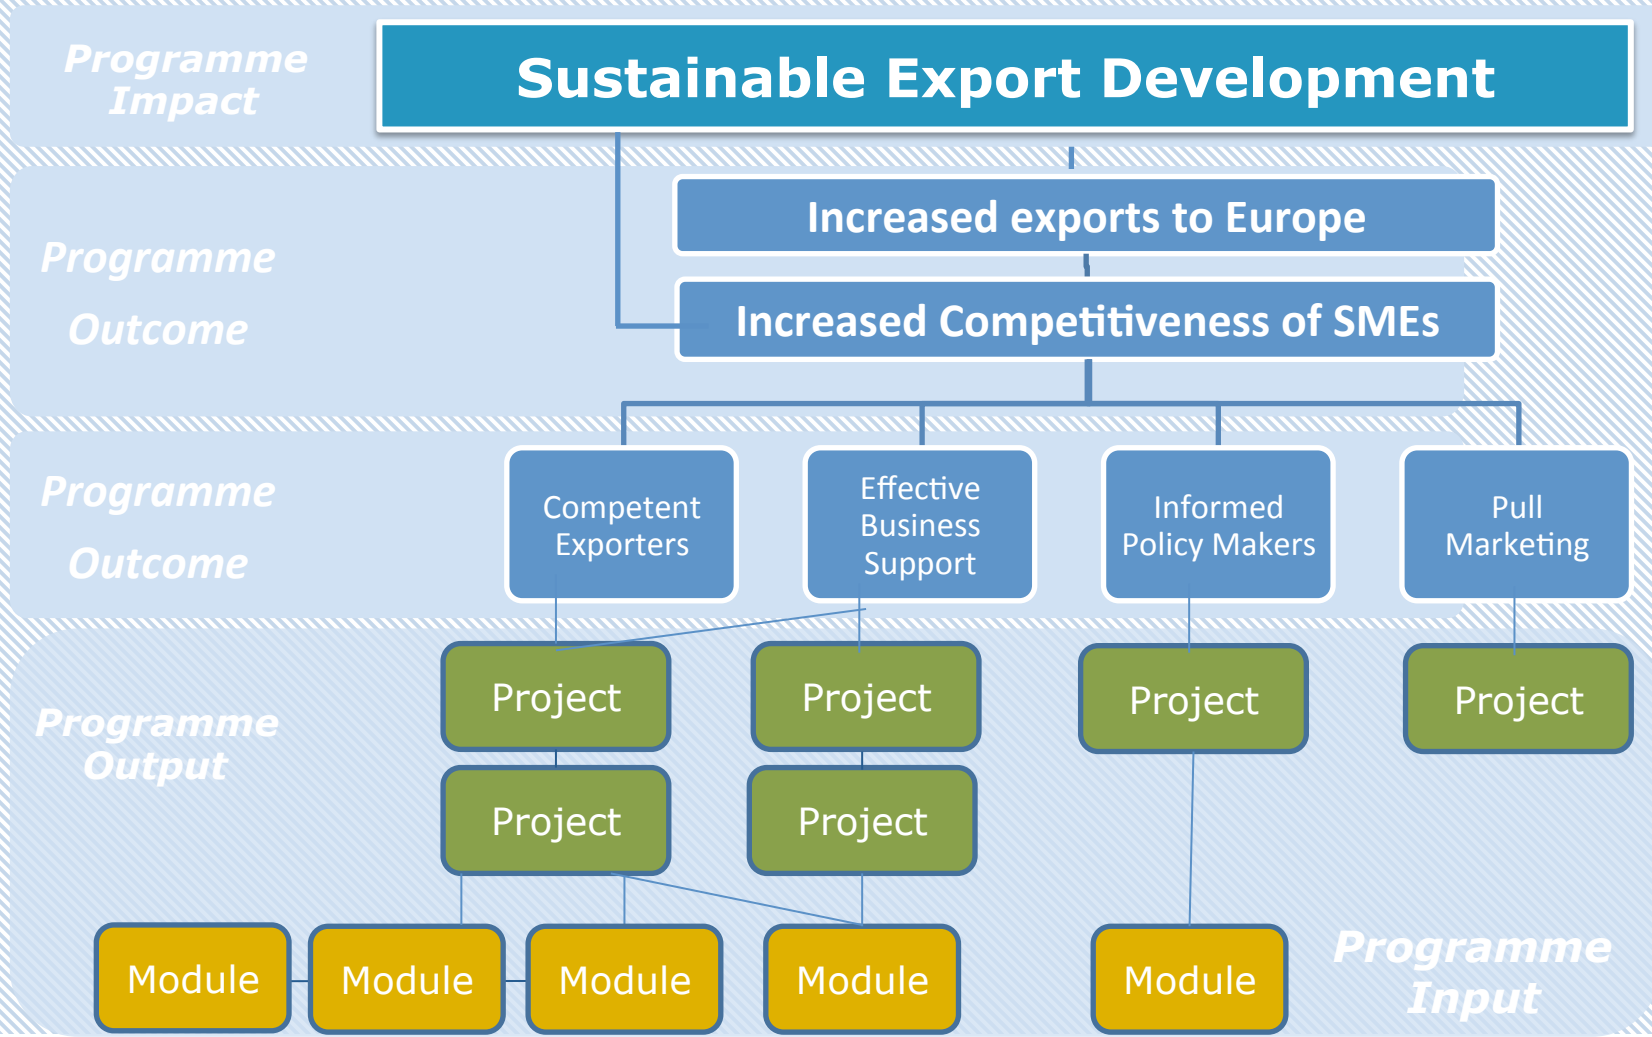 Programme
Impact
Sustainable Export Development
Programme
Outcome
Increased exports to Europe
Increased Competitiveness of SMEs
Programme
Outcome
Competent
Exporters
Effective
Business
Support
Informed
Policy Makers
Pull
Marketing
Programme
Output
Project
Project
Project
Project
Project
Project
Module
Module
Module
Module
Module
Programme
Input